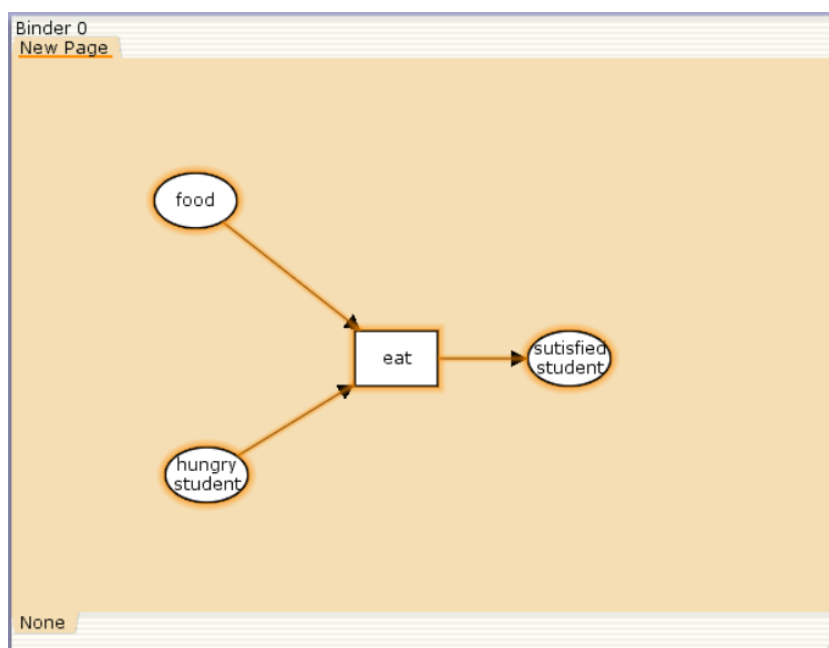 Binder 0
New Page
food
eat
sutisfied
student
hungry
student
None